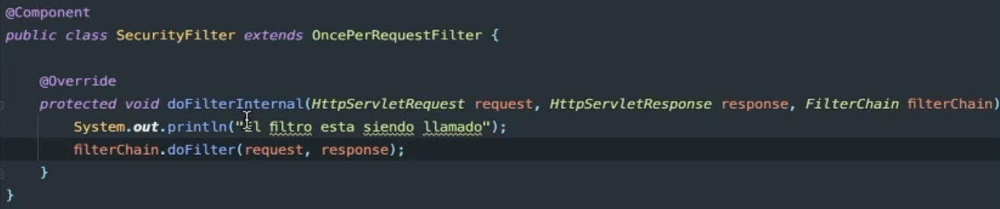 @Component
public class SecurityFilter extends OncePerRequestFilter {
@Override
protected void doFilterInternal(HttpServletRequest request, HttpServletResponse response, FilterChain filterChain)
System.out.println("El filtro esta siendo llamado");
filterChain.doFilter(request, response);
}
}